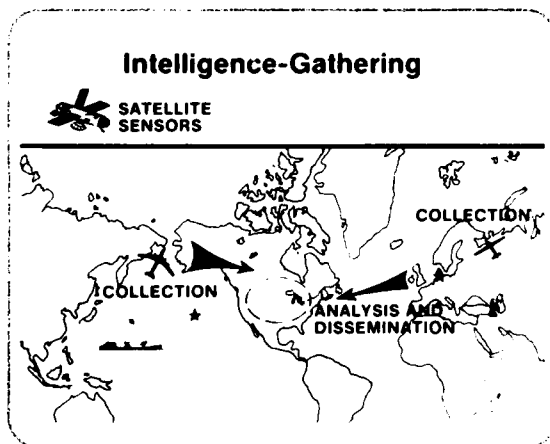 Intelligence-Gathering
SATELLITE
SENSORS
COLLECTION
COLLECTION
ANALYSIS AND
DISSEMINATION